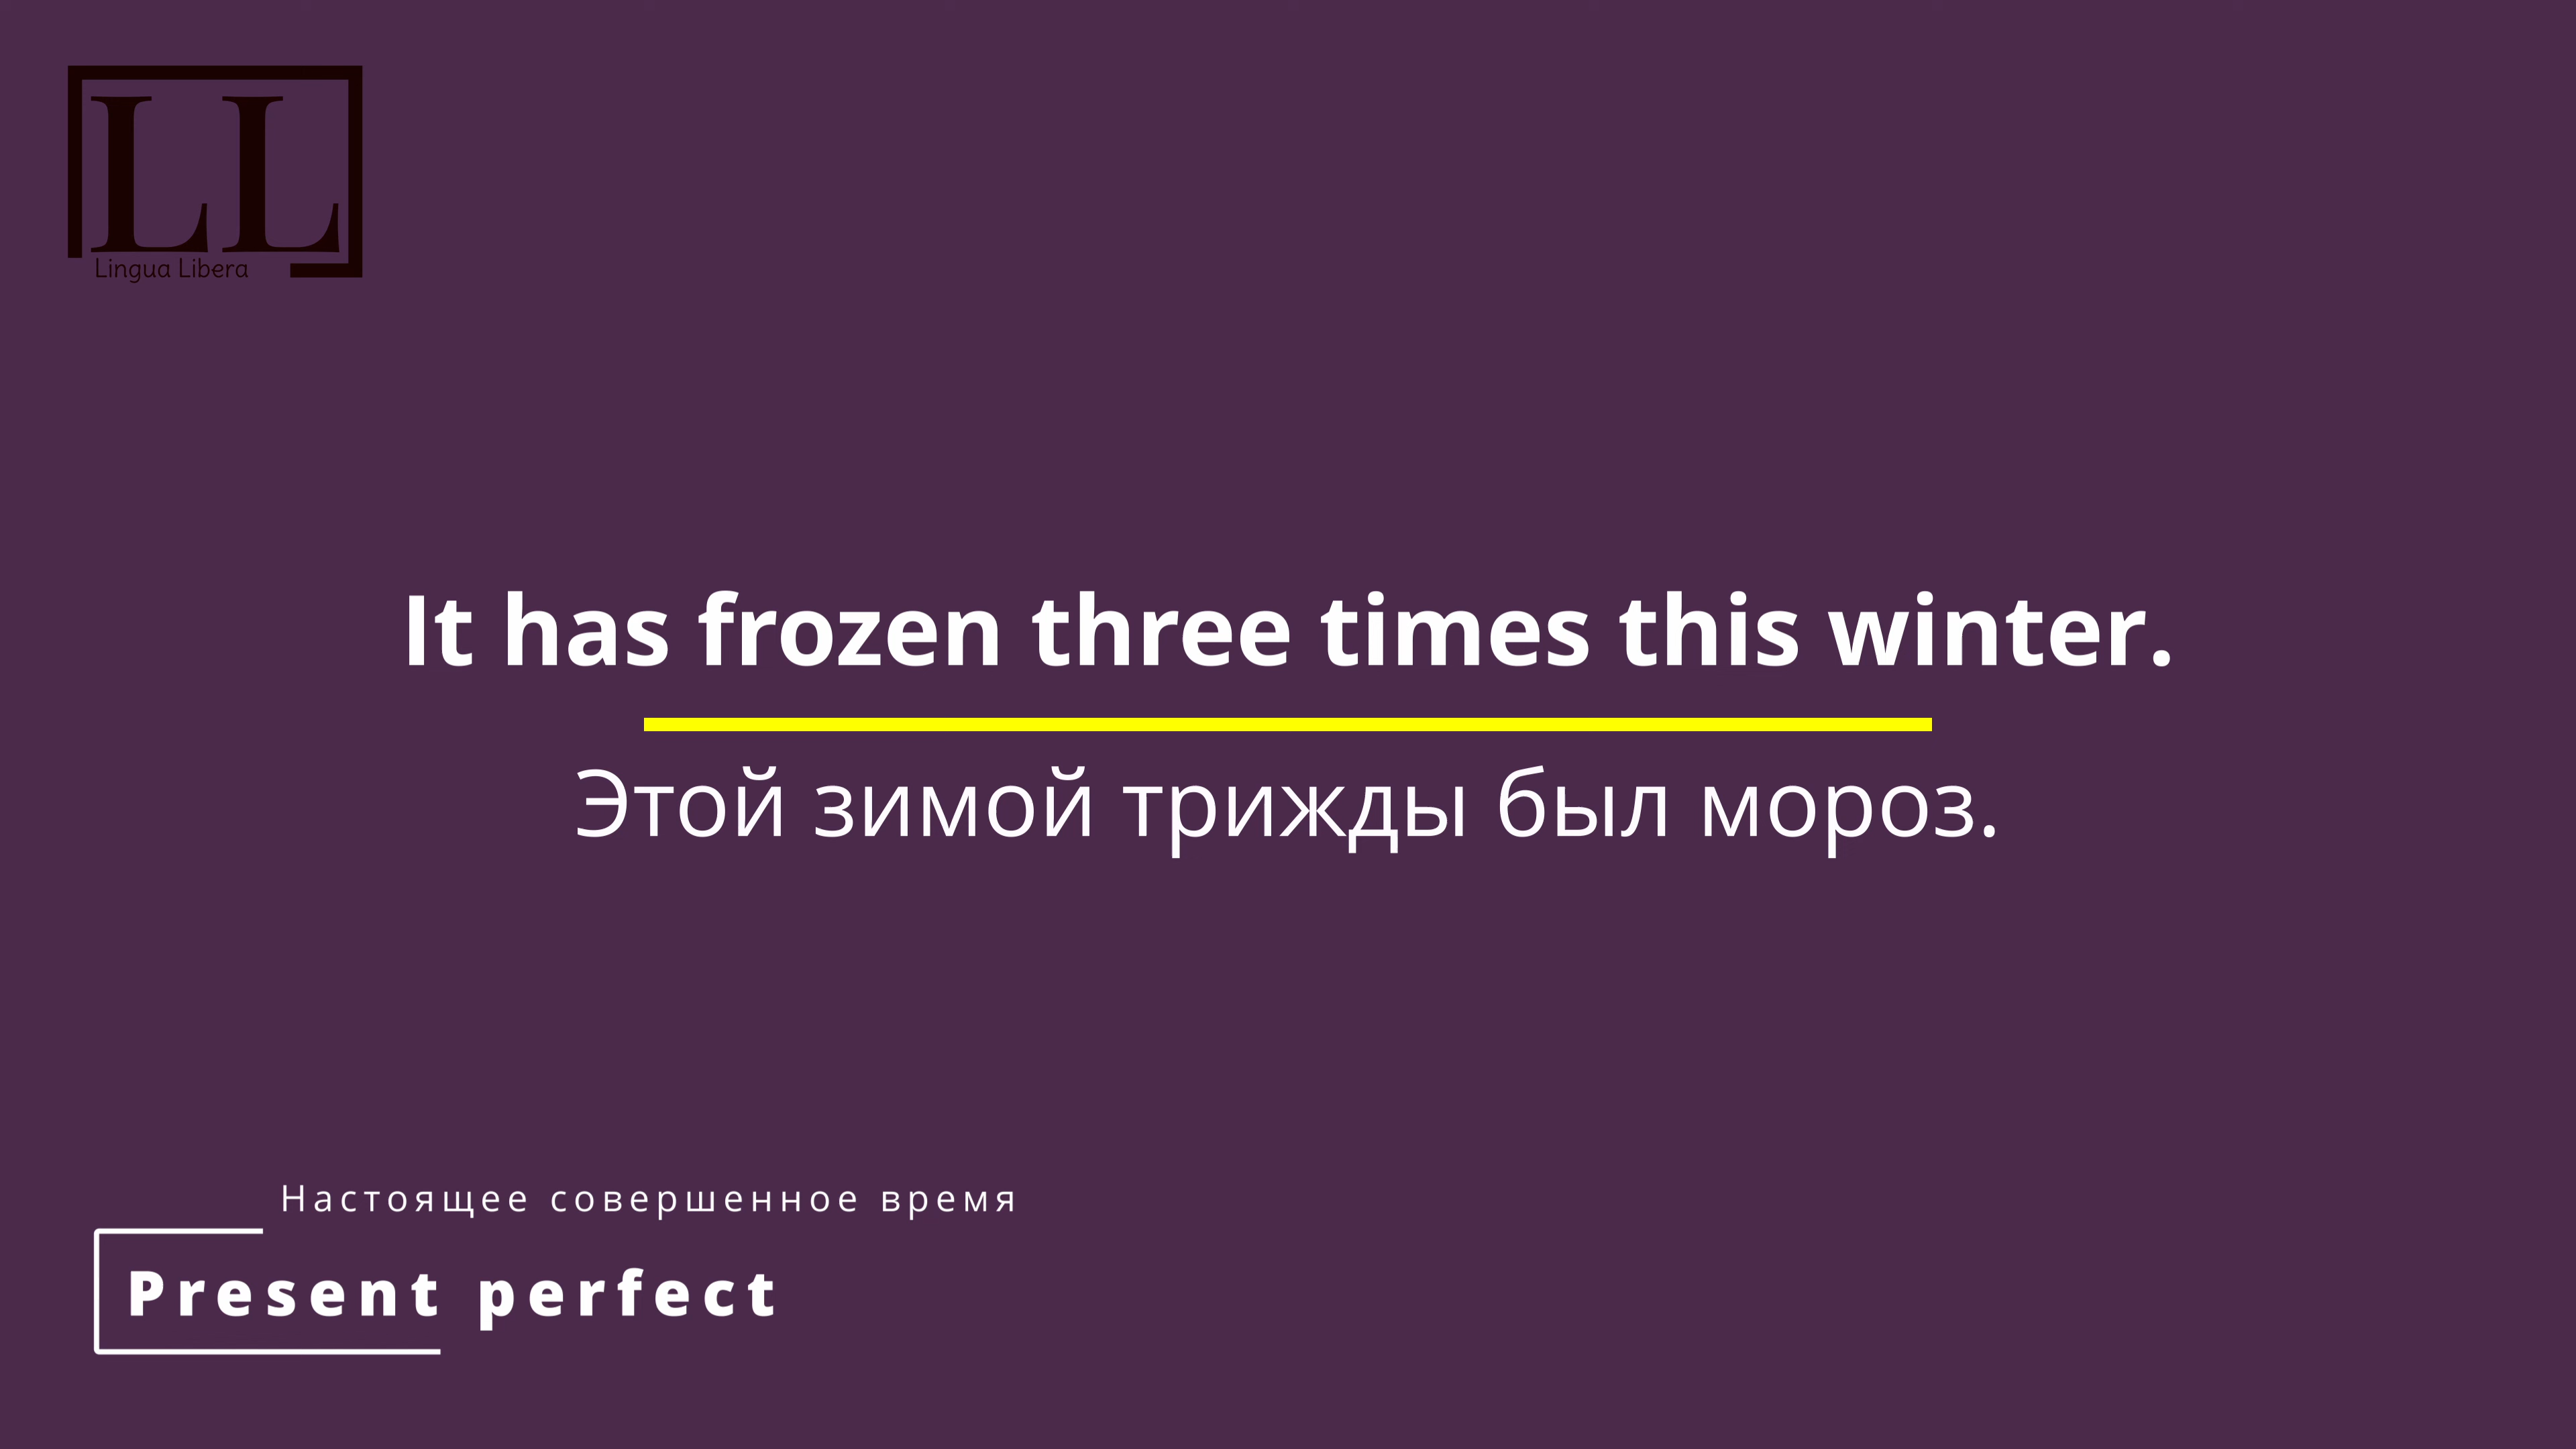 LL
Lingua Libera
It has frozen three times this winter.
Этой зимой трижды был мороз.
Настоящее совершенное время
Present perfect